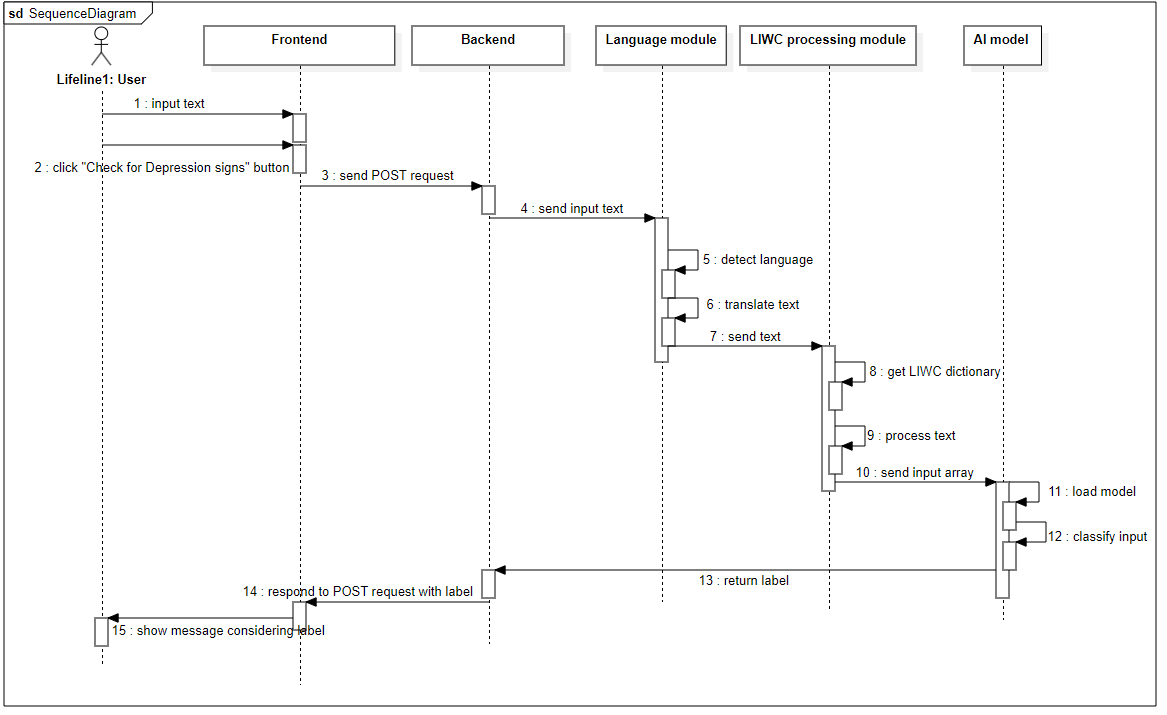 sd SequenceDiagram
Frontend
Backend
Language module
LIWC processing module
AI model
Lifeline1: User
1 : input text
2 : click "Check for Depression signs" button
3 : send POST request
4 : send input text
5 : detect language
6 : translate text
7 : send text
8 : get LIWC dictionary
9 : process text
10 : send input array
11 : load model
12 : classify input
13 : return label
14 : respond to POST request with label
15 : show message considering label